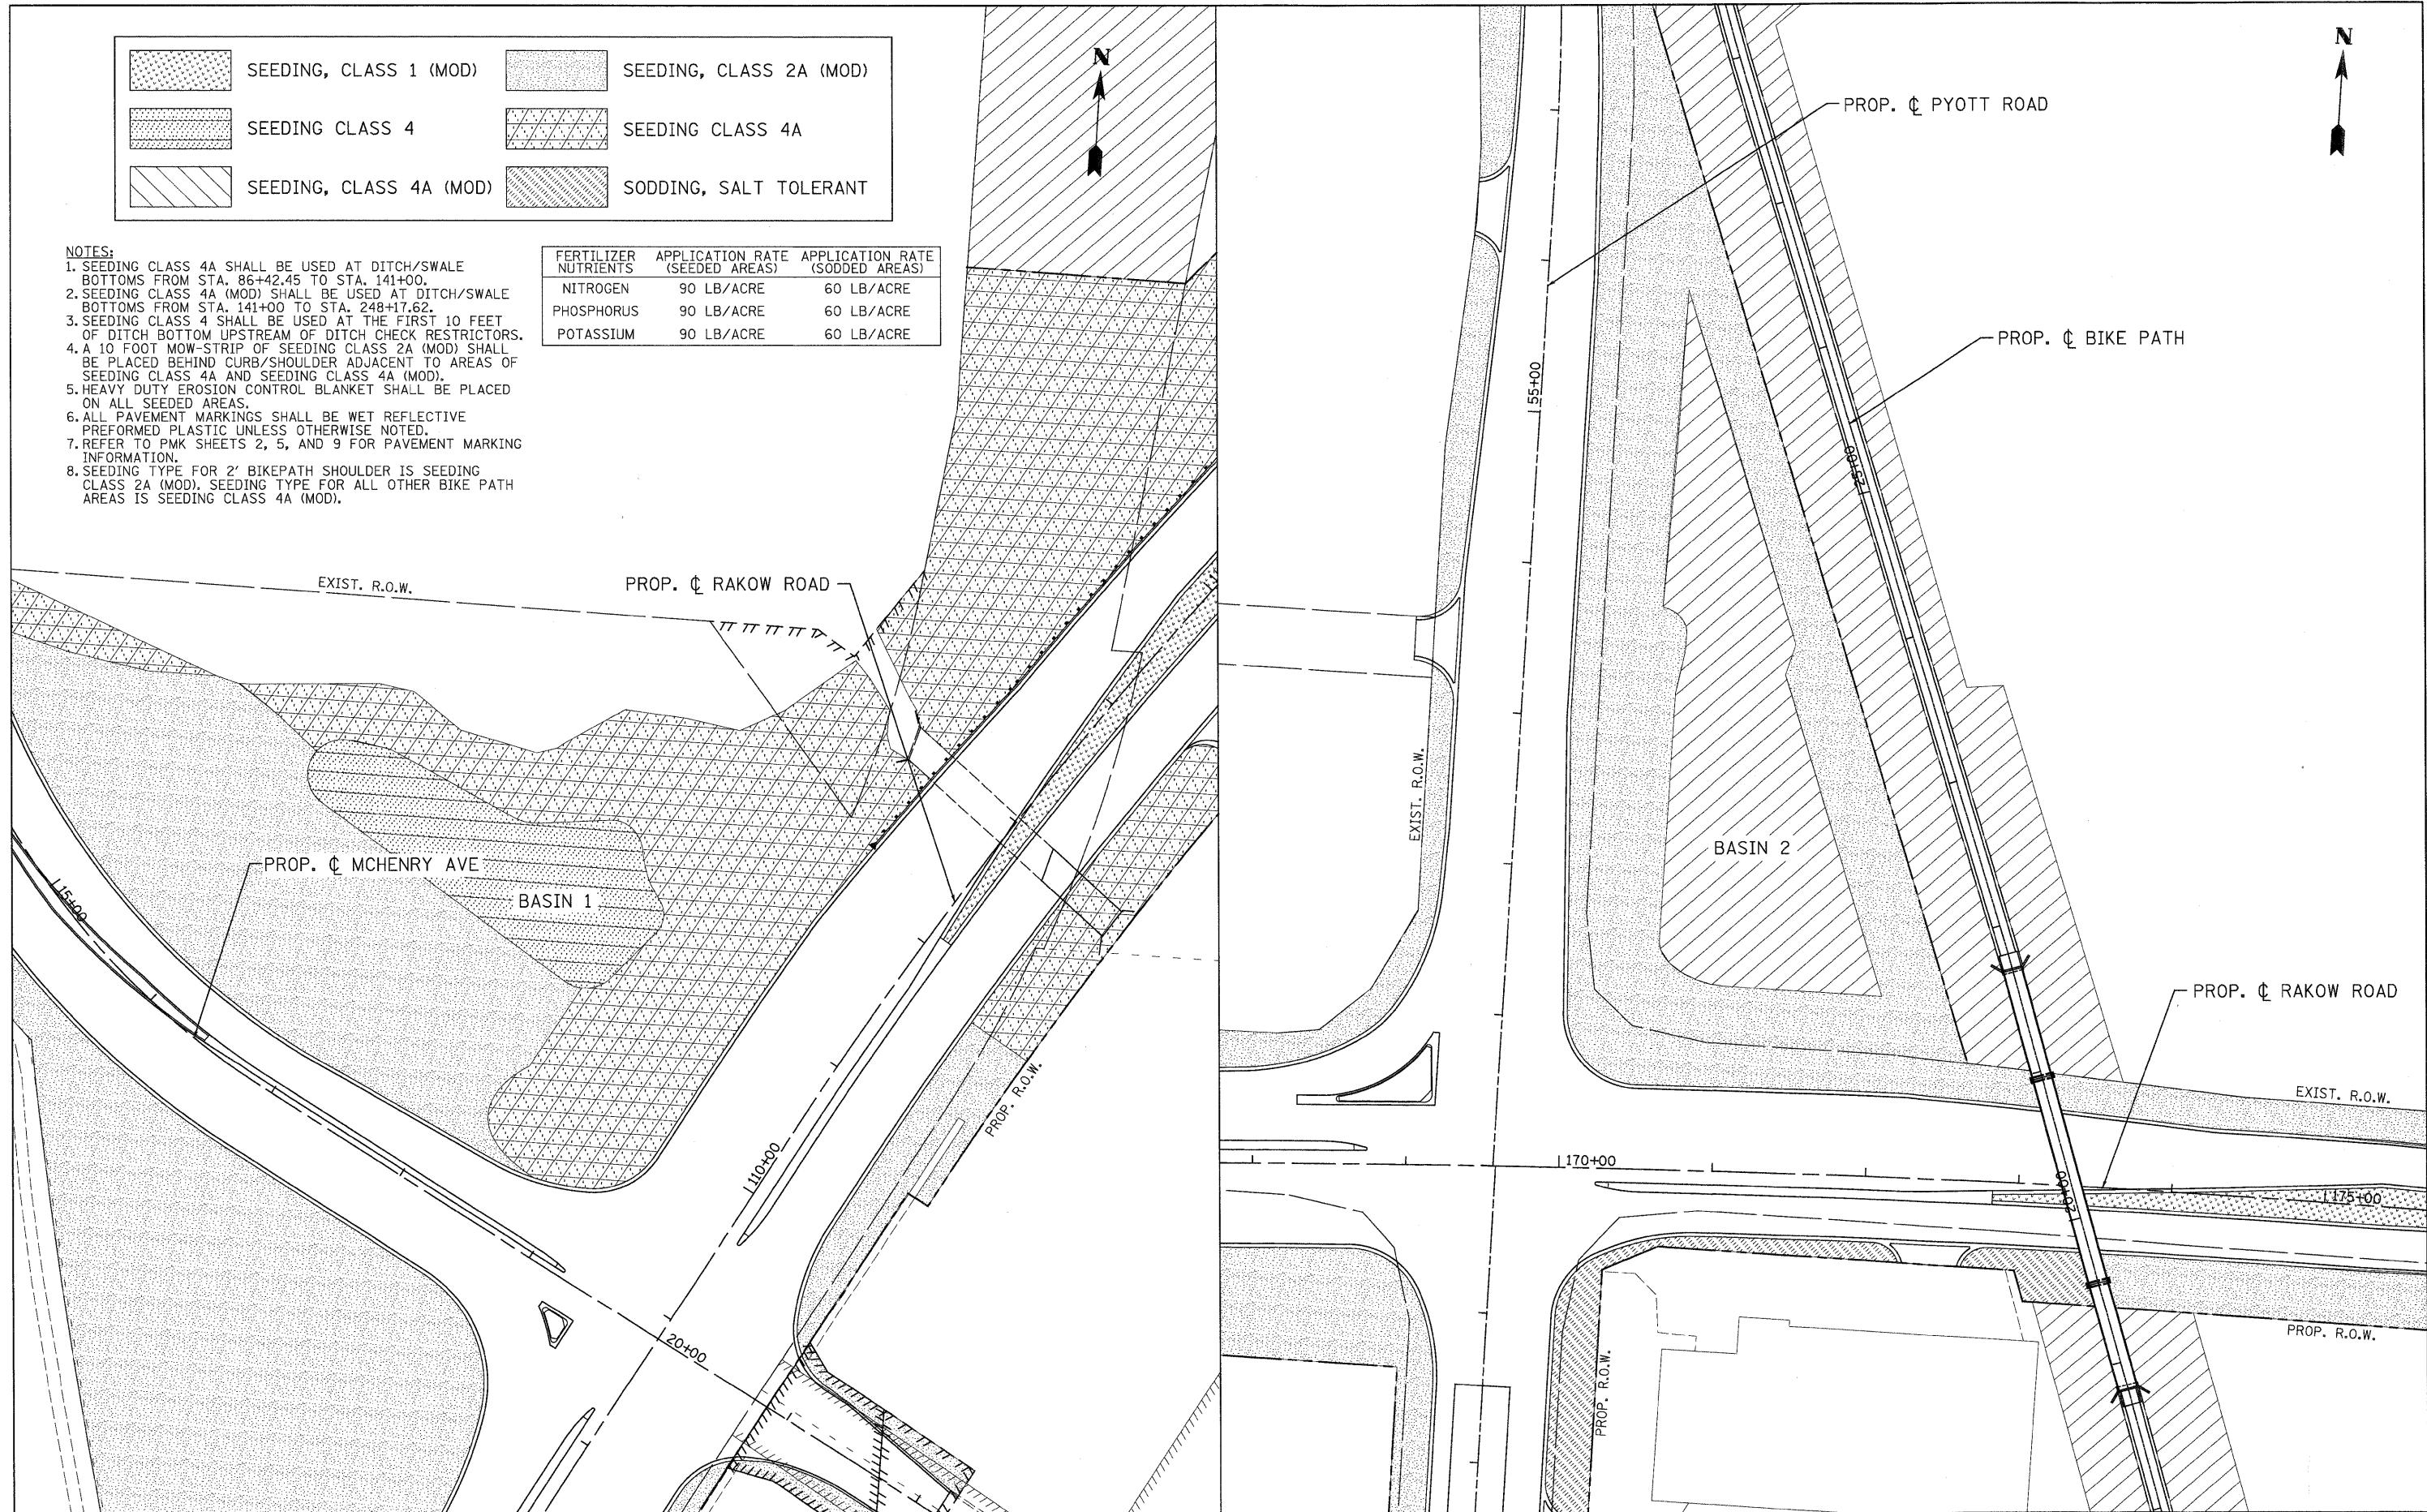 SEEDING, CLASS 1 (MOD)
SEEDING, CLASS 2A (MOD)
SEEDING CLASS 4
SEEDING CLASS 4A
SEEDING, CLASS 4A (MOD)
SODDING, SALT TOLERANT
NOTES:
1. SEEDING CLASS 4A SHALL BE USED AT DITCH/SWALE
BOTTOMS FROM STA. 86+42.45 TO STA. 141+00.
2. SEEDING CLASS 4A (MOD) SHALL BE USED AT DITCH/SWALE
BOTTOMS FROM STA. 141+00 TO STA. 248+17.62.
3. SEEDING CLASS 4 SHALL BE USED AT THE FIRST 10 FEET
OF DITCH BOTTOM UPSTREAM OF DITCH CHECK RESTRICTORS.
4. A 10 FOOT MOW-STRIP OF SEEDING CLASS 2A (MOD) SHALL
BE PLACED BEHIND CURB/SHOULDER ADJACENT TO AREAS OF
SEEDING CLASS 4A AND SEEDING CLASS 4A (MOD).
5. HEAVY DUTY EROSION CONTROL BLANKET SHALL BE PLACED
ON ALL SEEDED AREAS.
6. ALL PAVEMENT MARKINGS SHALL BE WET REFLECTIVE
PREFORMED PLASTIC UNLESS OTHERWISE NOTED.
7. REFER TO PMK SHEETS 2, 5, AND 9 FOR PAVEMENT MARKING
INFORMATION.
8. SEEDING TYPE FOR 2' BIKEPATH SHOULDER IS SEEDING
CLASS 2A (MOD). SEEDING TYPE FOR ALL OTHER BIKE PATH
AREAS IS SEEDING CLASS 4A (MOD).
FERTILIZER NUTRIENTS APPLICATION RATE (SEEDED AREAS) APPLICATION RATE (SODDED AREAS)
NITROGEN 90 LB/ACRE 60 LB/ACRE
PHOSPHORUS 90 LB/ACRE 60 LB/ACRE
POTASSIUM 90 LB/ACRE 60 LB/ACRE
N
EXIST. R.O.W.
PROP. ℄ RAKOW ROAD
PROP. ℄ MCHENRY AVE
15+00
BASIN 1
110+00
PROP. R.O.W.
20+00
N
PROP. ℄ PYOTT ROAD
PROP. ℄ BIKE PATH
55+00
25+00
EXIST. R.O.W.
BASIN 2
PROP. ℄ RAKOW ROAD
EXIST. R.O.W.
170+00
175+00
20+00
PROP. R.O.W.
PROP. R.O.W.